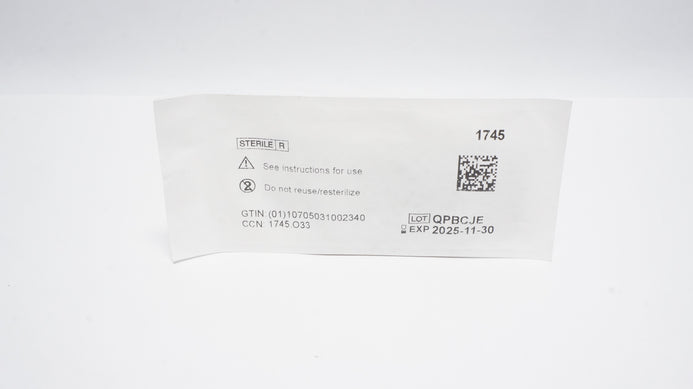 1745
STERILE R
See instructions for use
Do not reuse/resterilize
GTIN: (01)10705031002340
CCN: 1745.O33
LOT QPBCJE
EXP 2025-11-30